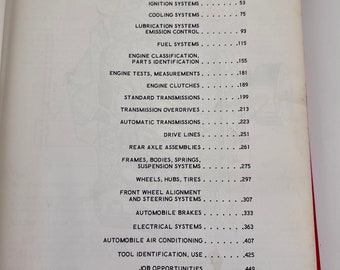 IGNITION SYSTEMS . . . . . . 53
COOLING SYSTEMS . . . . . . 75
LUBRICATION SYSTEMS
EMISSION CONTROL . . . . . . 93
FUEL SYSTEMS . . . . . . .115
ENGINE CLASSIFICATION,
PARTS IDENTIFICATION . . . . .155
ENGINE TESTS, MEASUREMENTS . . .181
ENGINE CLUTCHES . . . . . .189
STANDARD TRANSMISSIONS . . . . .199
TRANSMISSION OVERDRIVES . . . . .213
AUTOMATIC TRANSMISSIONS . . . . .223
DRIVE LINES . . . . . . .251
REAR AXLE ASSEMBLIES . . . . . .261
FRAMES, BODIES, SPRINGS,
SUSPENSION SYSTEMS . . . . . .275
WHEELS, HUBS, TIRES . . . . . .297
FRONT WHEEL ALIGNMENT
AND STEERING SYSTEMS . . . . . .307
AUTOMOBILE BRAKES . . . . . .333
ELECTRICAL SYSTEMS . . . . . .363
AUTOMOBILE AIR CONDITIONING . . . .407
TOOL IDENTIFICATION, USE . . . . .425
JOB OPPORTUNITIES . . . . . . 449